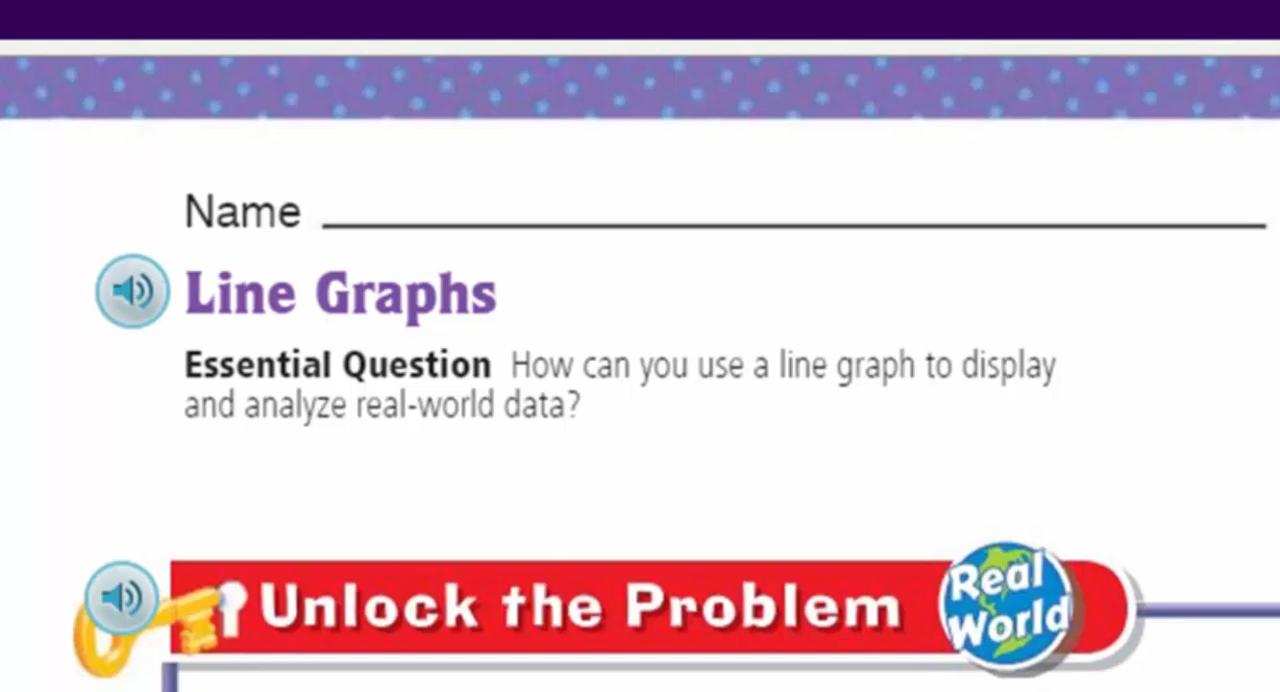 Name
Line Graphs
Essential Question How can you use a line graph to display
and analyze real-world data?
Unlock the Problem
Real
World